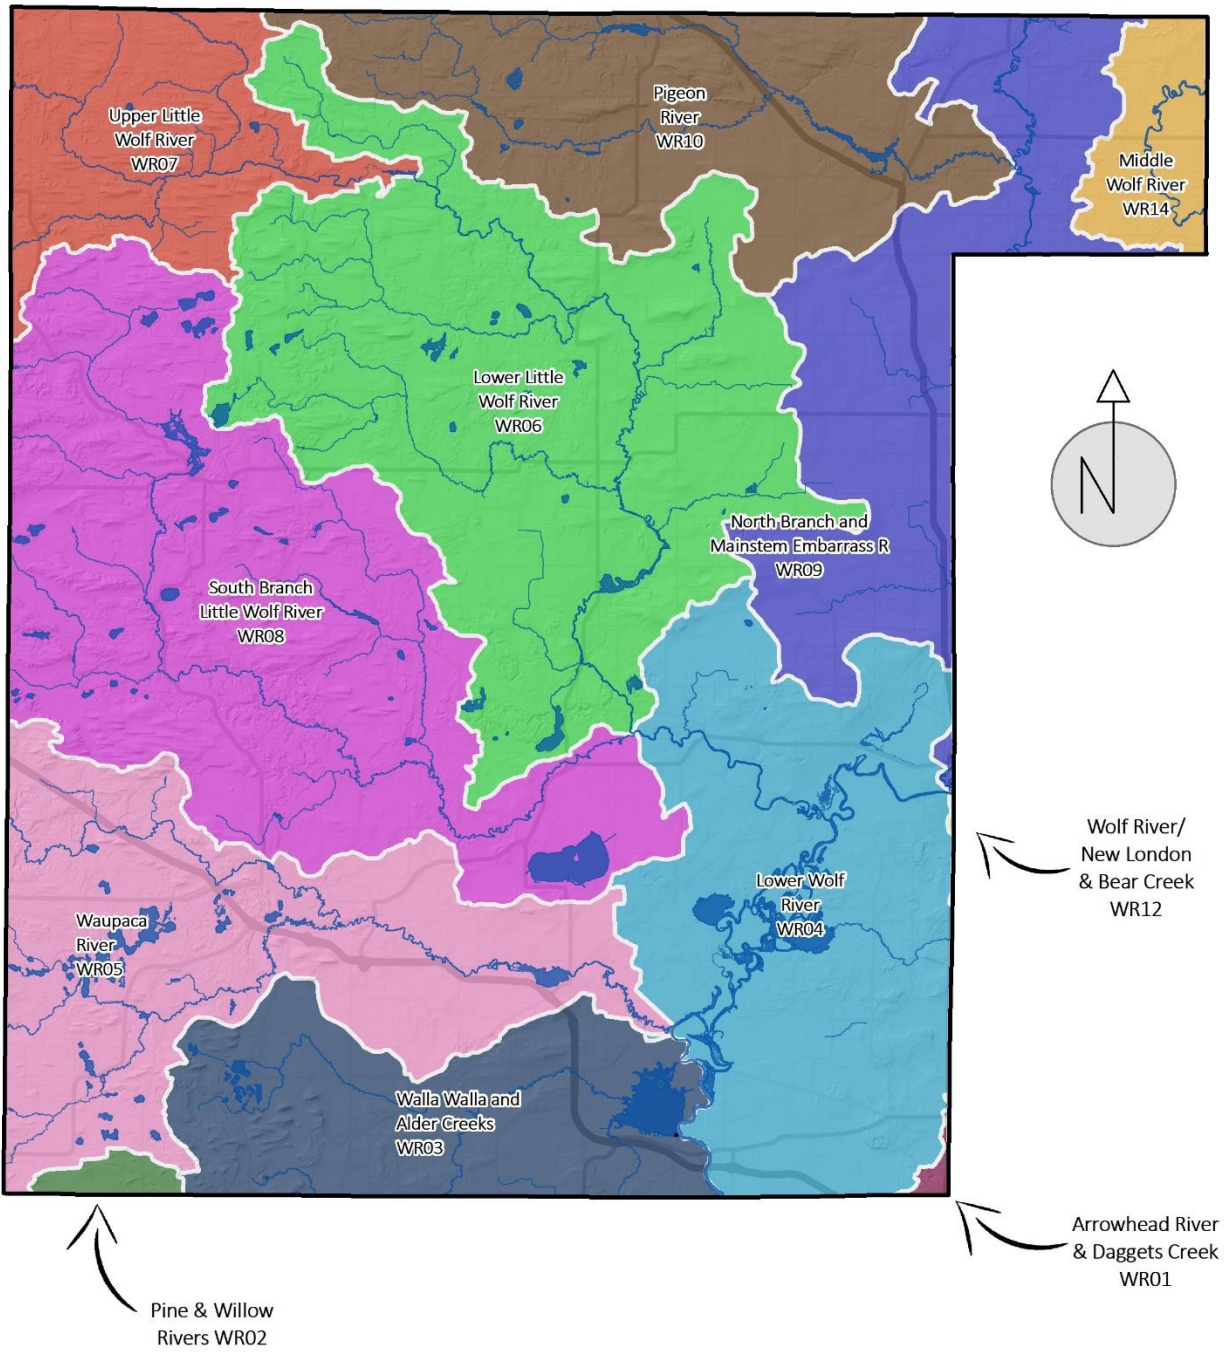 Upper Little
Wolf River
WR07
Pigeon
River
WR10
Middle
Wolf River
WR14
Lower Little
Wolf River
WR06
N
North Branch and
Mainstem Embarrass R
WR09
South Branch
Little Wolf River
WR08
Wolf River/
New London
& Bear Creek
WR12
Lower Wolf
River
WR04
Waupaca
River
WR05
Walla Walla and
Alder Creeks
WR03
Arrowhead River
& Daggets Creek
WR01
Pine & Willow
Rivers WR02